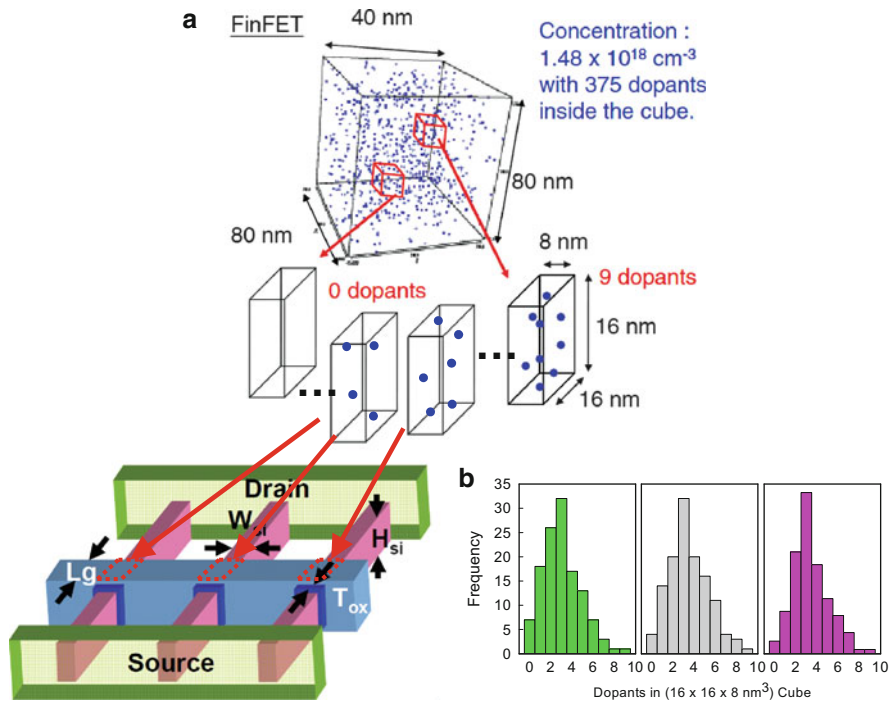 a
FinFET
40 nm
Concentration :
1.48 x 10¹⁸ cm⁻³
with 375 dopants
inside the cube.
80 nm
80 nm
8 nm
0 dopants
9 dopants
16 nm
16 nm
Drain
W_si
H_si
Lg
T_ox
Source
b
Frequency
35
30
25
20
15
10
5
0
0 2 4 6 8 10 0 2 4 6 8 10 0 2 4 6 8 10
Dopants in (16 x 16 x 8 nm³) Cube